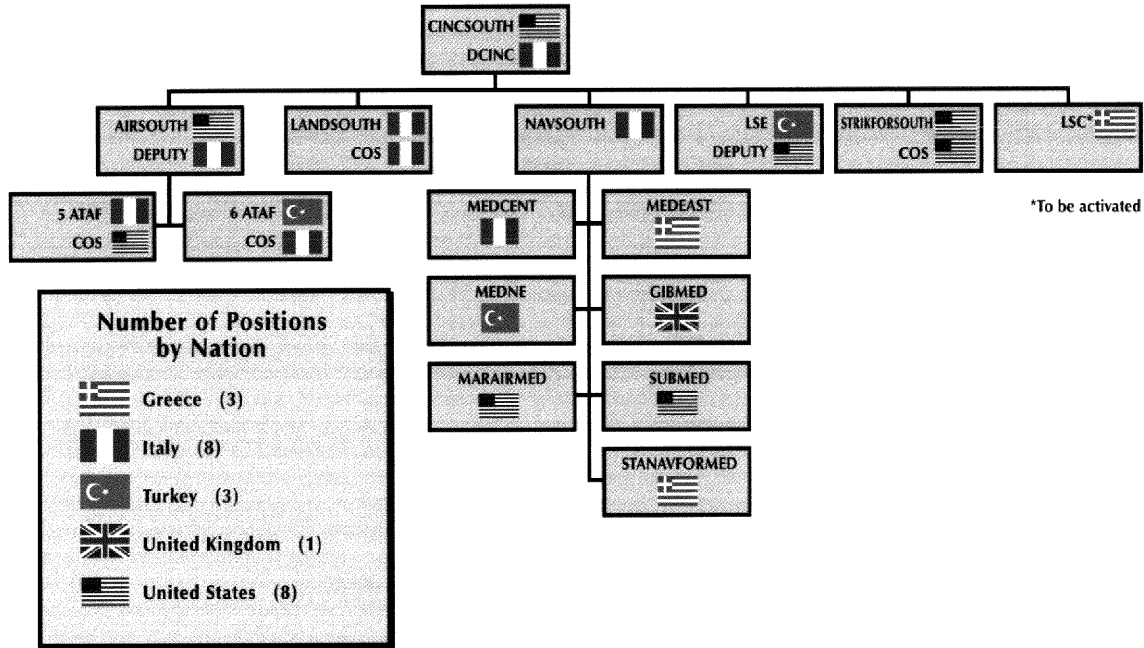 CINCSOUTH
DCINC
AIRSOUTH
DEPUTY
LANDSOUTH
COS
NAVSOUTH
LSE
DEPUTY
STRIKFORSOUTH
COS
LSC*
*To be activated
5 ATAF
COS
6 ATAF
COS
MEDCENT
MEDEAST
MEDNE
GIBMED
MARAIRMED
SUBMED
STANAVFORMED
Number of Positions
by Nation
Greece (3)
Italy (8)
Turkey (3)
United Kingdom (1)
United States (8)